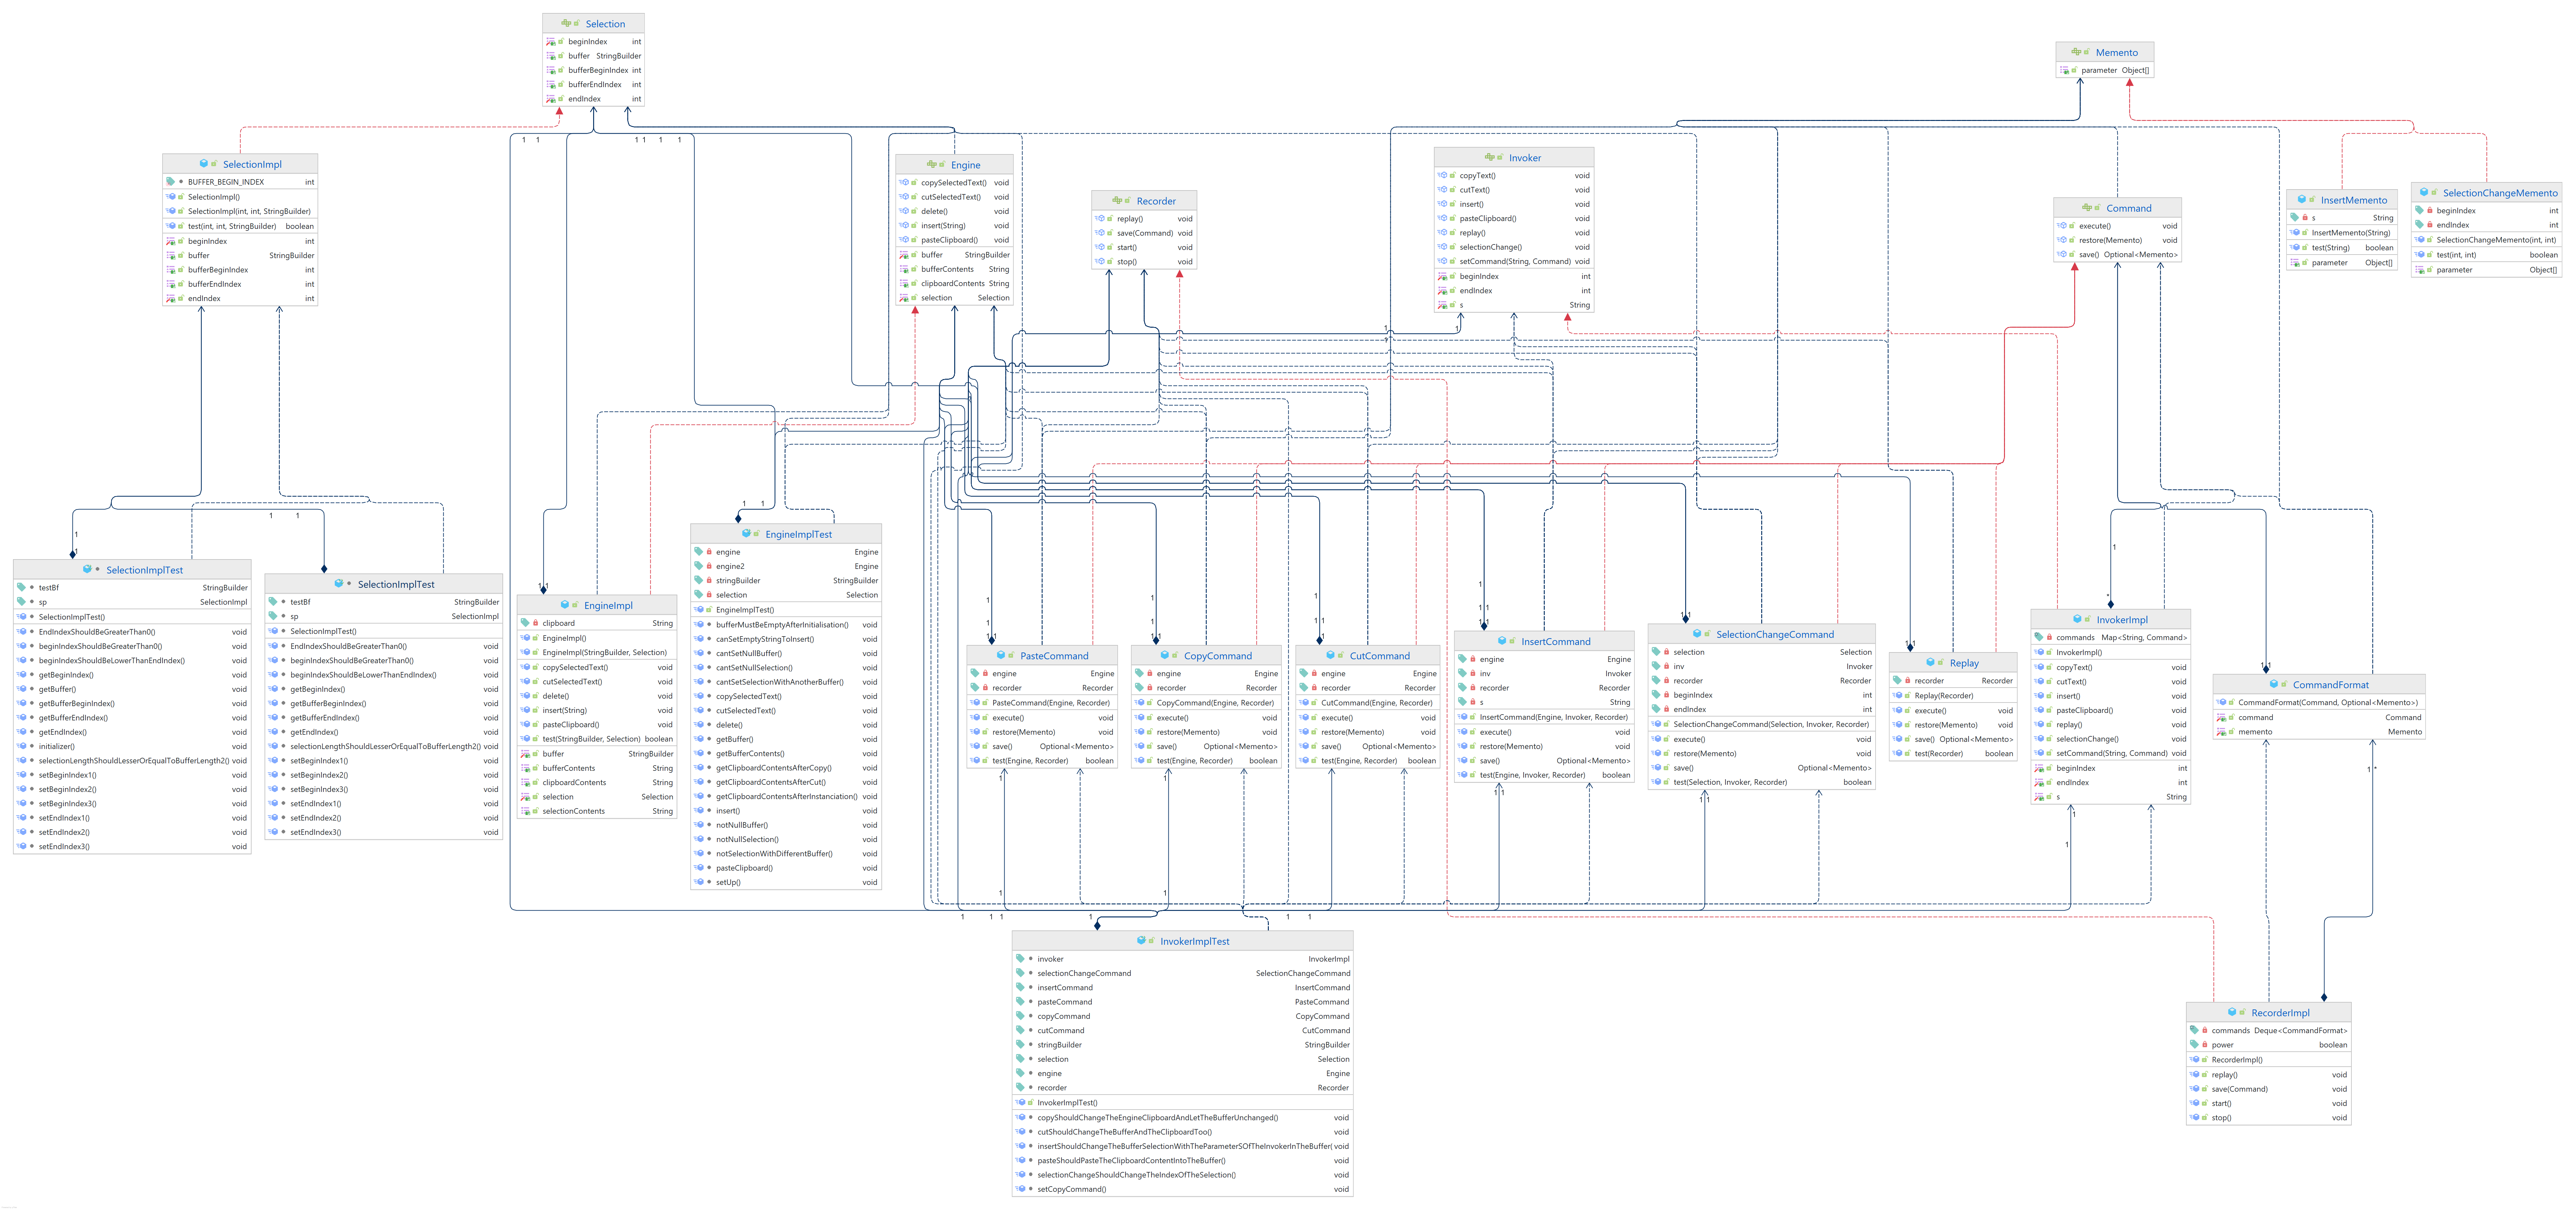 Selection
beginIndex int
buffer StringBuilder
bufferBeginIndex int
bufferEndIndex int
endIndex int
Memento
parameter Object[]
SelectionImpl
BUFFER_BEGIN_INDEX int
SelectionImpl()
SelectionImpl(int, int, StringBuilder)
test(int, int, StringBuilder) boolean
beginIndex int
buffer StringBuilder
bufferBeginIndex int
bufferEndIndex int
endIndex int
Engine
copySelectedText() void
cutSelectedText() void
delete() void
insert(String) void
pasteClipboard() void
buffer StringBuilder
bufferContents String
clipboardContents String
selection Selection
Recorder
replay() void
save(Command) void
start() void
stop() void
Invoker
copyText() void
cutText() void
insert() void
pasteClipboard() void
replay() void
selectionChange() void
setCommand(String, Command) void
beginIndex int
endIndex int
s String
Command
execute() void
restore(Memento) void
save() Optional<Memento>
InsertMemento
s String
InsertMemento(String)
test(String) boolean
parameter Object[]
SelectionChangeMemento
beginIndex int
endIndex int
SelectionChangeMemento(int, int)
test(int, int) boolean
parameter Object[]
SelectionImplTest
testBf StringBuilder
sp SelectionImpl
SelectionImplTest()
EndIndexShouldBeGreaterThan0() void
beginIndexShouldBeGreaterThan0() void
beginIndexShouldBeLowerThanEndIndex() void
getBeginIndex() void
getBuffer() void
getBufferBeginIndex() void
getBufferEndIndex() void
getEndIndex() void
initializer() void
selectionLengthShouldLesserOrEqualToBufferLength2() void
setBeginIndex1() void
setBeginIndex2() void
setBeginIndex3() void
setEndIndex1() void
setEndIndex2() void
setEndIndex3() void
SelectionImplTest
testBf StringBuilder
sp SelectionImpl
SelectionImplTest()
EndIndexShouldBeGreaterThan0() void
beginIndexShouldBeGreaterThan0() void
beginIndexShouldBeLowerThanEndIndex() void
getBeginIndex() void
getBufferBeginIndex() void
getBufferEndIndex() void
getEndIndex() void
selectionLengthShouldLesserOrEqualToBufferLength2() void
setBeginIndex1() void
setBeginIndex2() void
setBeginIndex3() void
setEndIndex1() void
setEndIndex2() void
setEndIndex3() void
EngineImpl
clipboard String
EngineImpl()
EngineImpl(StringBuilder, Selection)
copySelectedText() void
cutSelectedText() void
delete() void
insert(String) void
pasteClipboard() void
test(StringBuilder, Selection) boolean
buffer StringBuilder
bufferContents String
clipboardContents String
selection Selection
selectionContents String
EngineImplTest
engine Engine
engine2 Engine
stringBuilder StringBuilder
selection Selection
EngineImplTest()
bufferMustBeEmptyAfterInitialisation() void
canSetEmptyStringToInsert() void
cantSetNullBuffer() void
cantSetNullSelection() void
cantSetSelectionWithAnotherBuffer() void
copySelectedText() void
cutSelectedText() void
delete() void
getBuffer() void
getBufferContents() void
getClipboardContentsAfterCopy() void
getClipboardContentsAfterCut() void
getClipboardContentsAfterInstanciation() void
insert() void
notNullBuffer() void
notNullSelection() void
notSelectionWithDifferentBuffer() void
pasteClipboard() void
setUp() void
PasteCommand
engine Engine
recorder Recorder
PasteCommand(Engine, Recorder)
execute() void
restore(Memento) void
save() Optional<Memento>
test(Engine, Recorder) boolean
CopyCommand
engine Engine
recorder Recorder
CopyCommand(Engine, Recorder)
execute() void
restore(Memento) void
save() Optional<Memento>
test(Engine, Recorder) boolean
CutCommand
engine Engine
recorder Recorder
CutCommand(Engine, Recorder)
execute() void
restore(Memento) void
save() Optional<Memento>
test(Engine, Recorder) boolean
InsertCommand
engine Engine
inv Invoker
recorder Recorder
s String
InsertCommand(Engine, Invoker, Recorder)
execute() void
restore(Memento) void
save() Optional<Memento>
test(Engine, Invoker, Recorder) boolean
SelectionChangeCommand
selection Selection
inv Invoker
recorder Recorder
beginIndex int
endIndex int
SelectionChangeCommand(Selection, Invoker, Recorder)
execute() void
restore(Memento) void
save() Optional<Memento>
test(Selection, Invoker, Recorder) boolean
Replay
recorder Recorder
Replay(Recorder)
execute() void
restore(Memento) void
save() Optional<Memento>
test(Recorder) boolean
InvokerImpl
commands Map<String, Command>
InvokerImpl()
copyText() void
cutText() void
insert() void
pasteClipboard() void
replay() void
selectionChange() void
setCommand(String, Command) void
beginIndex int
endIndex int
s String
CommandFormat
CommandFormat(Command, Optional<Memento>)
command Command
memento Memento
InvokerImplTest
invoker InvokerImpl
selectionChangeCommand SelectionChangeCommand
insertCommand InsertCommand
pasteCommand PasteCommand
copyCommand CopyCommand
cutCommand CutCommand
stringBuilder StringBuilder
selection Selection
engine Engine
recorder Recorder
InvokerImplTest()
copyShouldChangeTheEngineClipboardAndLetTheBufferUnchanged() void
cutShouldChangeTheBufferAndTheClipboardToo() void
insertShouldChangeTheBufferSelectionWithTheParameterSOfTheInvokerInTheBuffer( void
pasteShouldPasteTheClipboardContentIntoTheBuffer() void
selectionChangeShouldChangeTheIndexOfTheSelection() void
setCopyCommand() void
RecorderImpl
commands Deque<CommandFormat>
power boolean
RecorderImpl()
replay() void
save(Command) void
start() void
stop() void